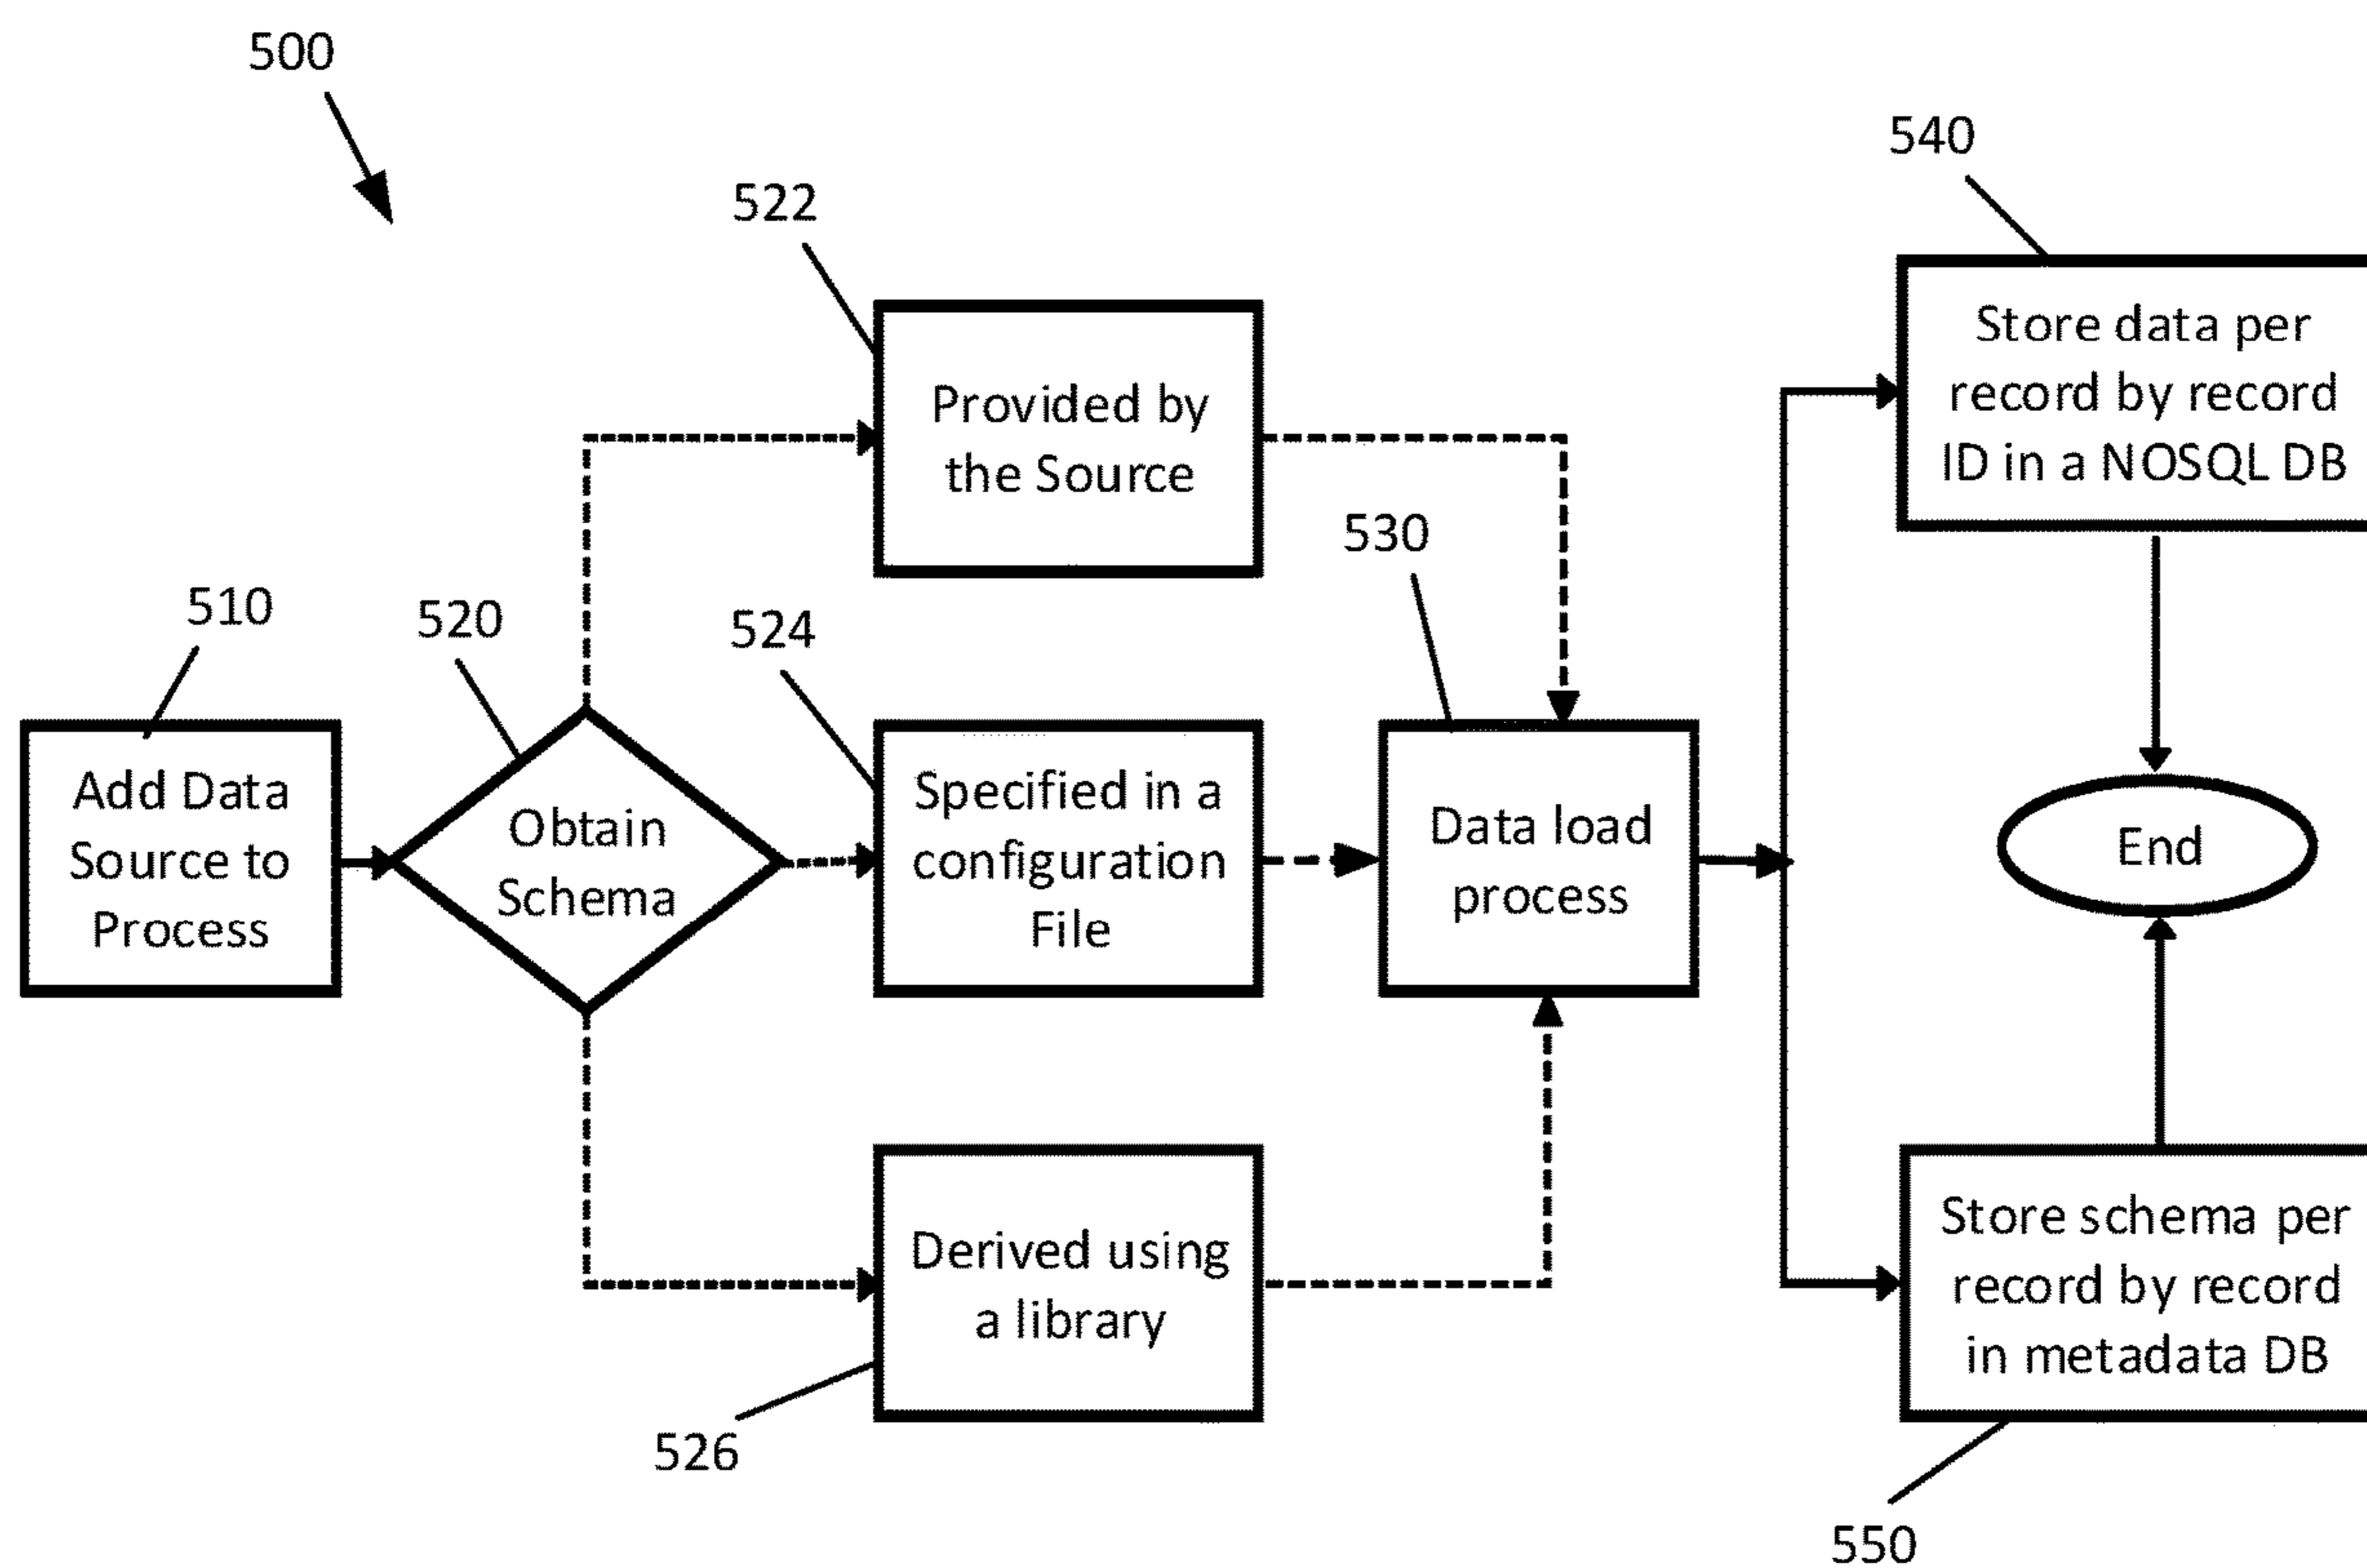 500
540
522
Store data per
record by record
ID in a NOSQL DB
Provided by
the Source
530
510
520
524
Add Data
Source to
Process
Obtain
Schema
Specified in a
configuration
File
Data load
process
End
Derived using
a library
Store schema per
record by record
in metadata DB
526
550